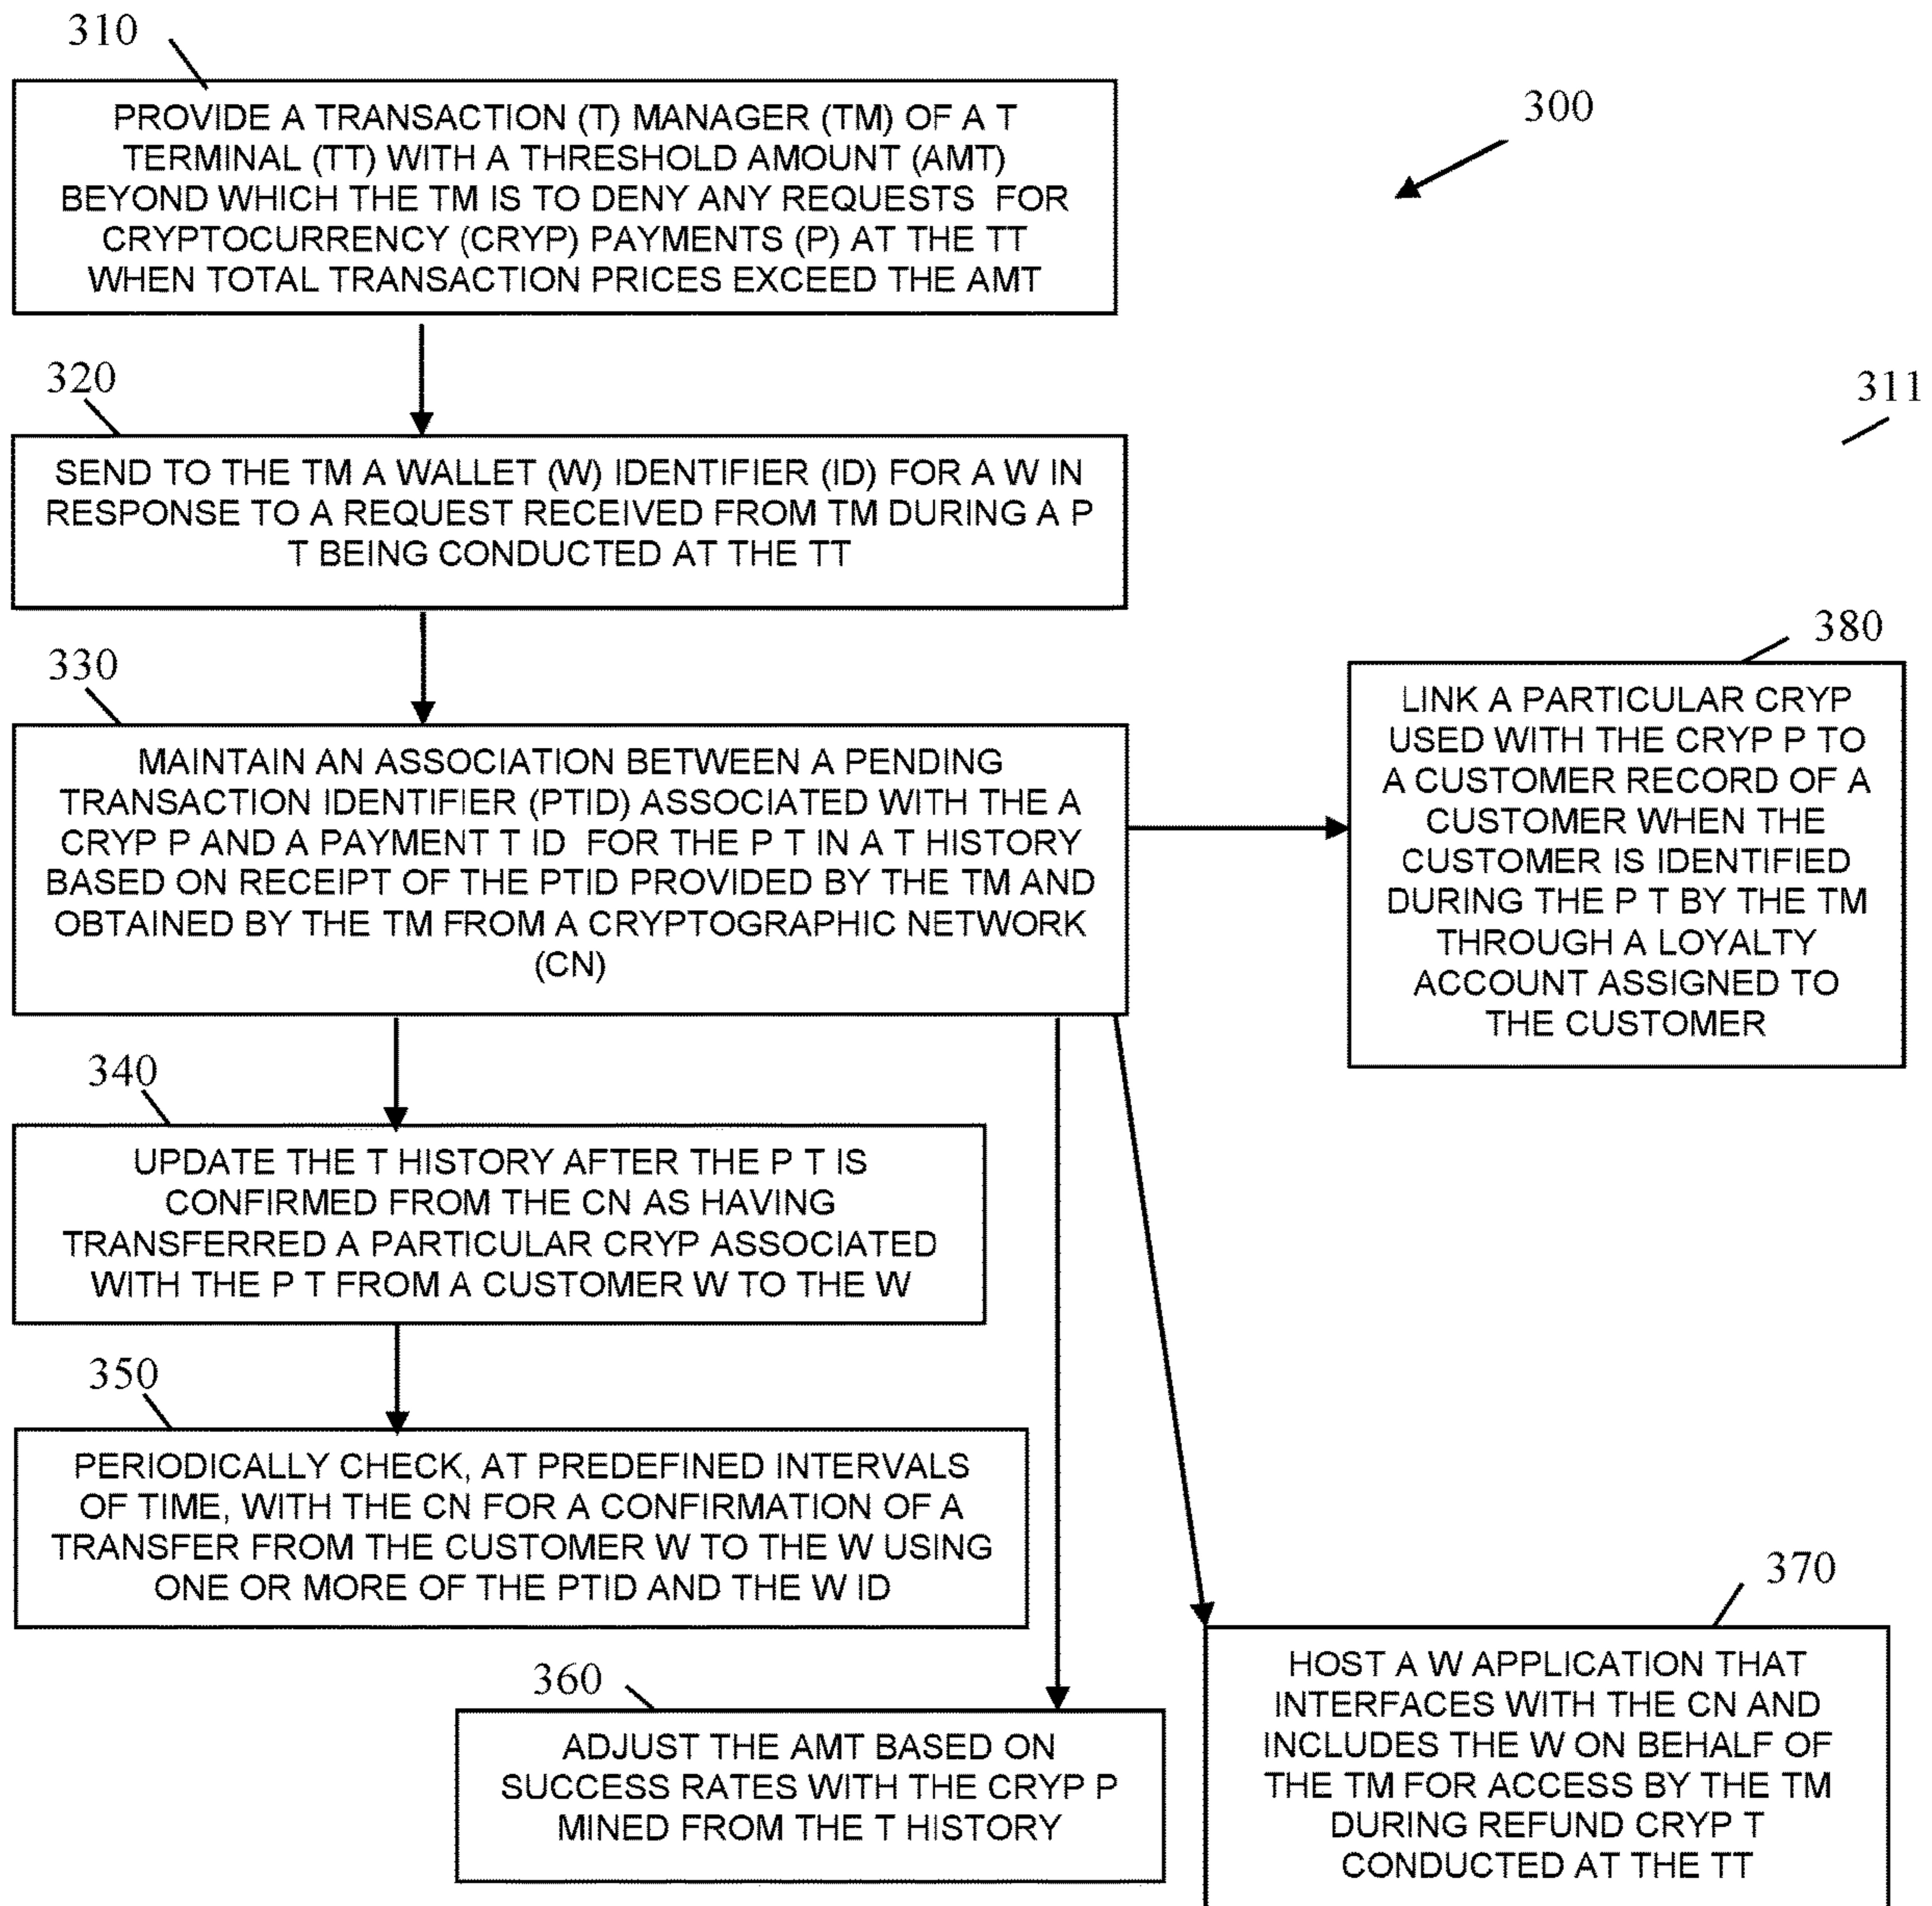 310
PROVIDE A TRANSACTION (T) MANAGER (TM) OF A T
TERMINAL (TT) WITH A THRESHOLD AMOUNT (AMT)
BEYOND WHICH THE TM IS TO DENY ANY REQUESTS FOR
CRYPTOCURRENCY (CRYP) PAYMENTS (P) AT THE TT
WHEN TOTAL TRANSACTION PRICES EXCEED THE AMT
300
311
320
SEND TO THE TM A WALLET (W) IDENTIFIER (ID) FOR A W IN
RESPONSE TO A REQUEST RECEIVED FROM TM DURING A P
T BEING CONDUCTED AT THE TT
330
MAINTAIN AN ASSOCIATION BETWEEN A PENDING
TRANSACTION IDENTIFIER (PTID) ASSOCIATED WITH THE A
CRYP P AND A PAYMENT T ID FOR THE P T IN A T HISTORY
BASED ON RECEIPT OF THE PTID PROVIDED BY THE TM AND
OBTAINED BY THE TM FROM A CRYPTOGRAPHIC NETWORK
(CN)
380
LINK A PARTICULAR CRYP
USED WITH THE CRYP P TO
A CUSTOMER RECORD OF A
CUSTOMER WHEN THE
CUSTOMER IS IDENTIFIED
DURING THE P T BY THE TM
THROUGH A LOYALTY
ACCOUNT ASSIGNED TO
THE CUSTOMER
340
UPDATE THE T HISTORY AFTER THE P T IS
CONFIRMED FROM THE CN AS HAVING
TRANSFERRED A PARTICULAR CRYP ASSOCIATED
WITH THE P T FROM A CUSTOMER W TO THE W
350
PERIODICALLY CHECK, AT PREDEFINED INTERVALS
OF TIME, WITH THE CN FOR A CONFIRMATION OF A
TRANSFER FROM THE CUSTOMER W TO THE W USING
ONE OR MORE OF THE PTID AND THE W ID
360
ADJUST THE AMT BASED ON
SUCCESS RATES WITH THE CRYP P
MINED FROM THE T HISTORY
370
HOST A W APPLICATION THAT
INTERFACES WITH THE CN AND
INCLUDES THE W ON BEHALF OF
THE TM FOR ACCESS BY THE TM
DURING REFUND CRYP T
CONDUCTED AT THE TT